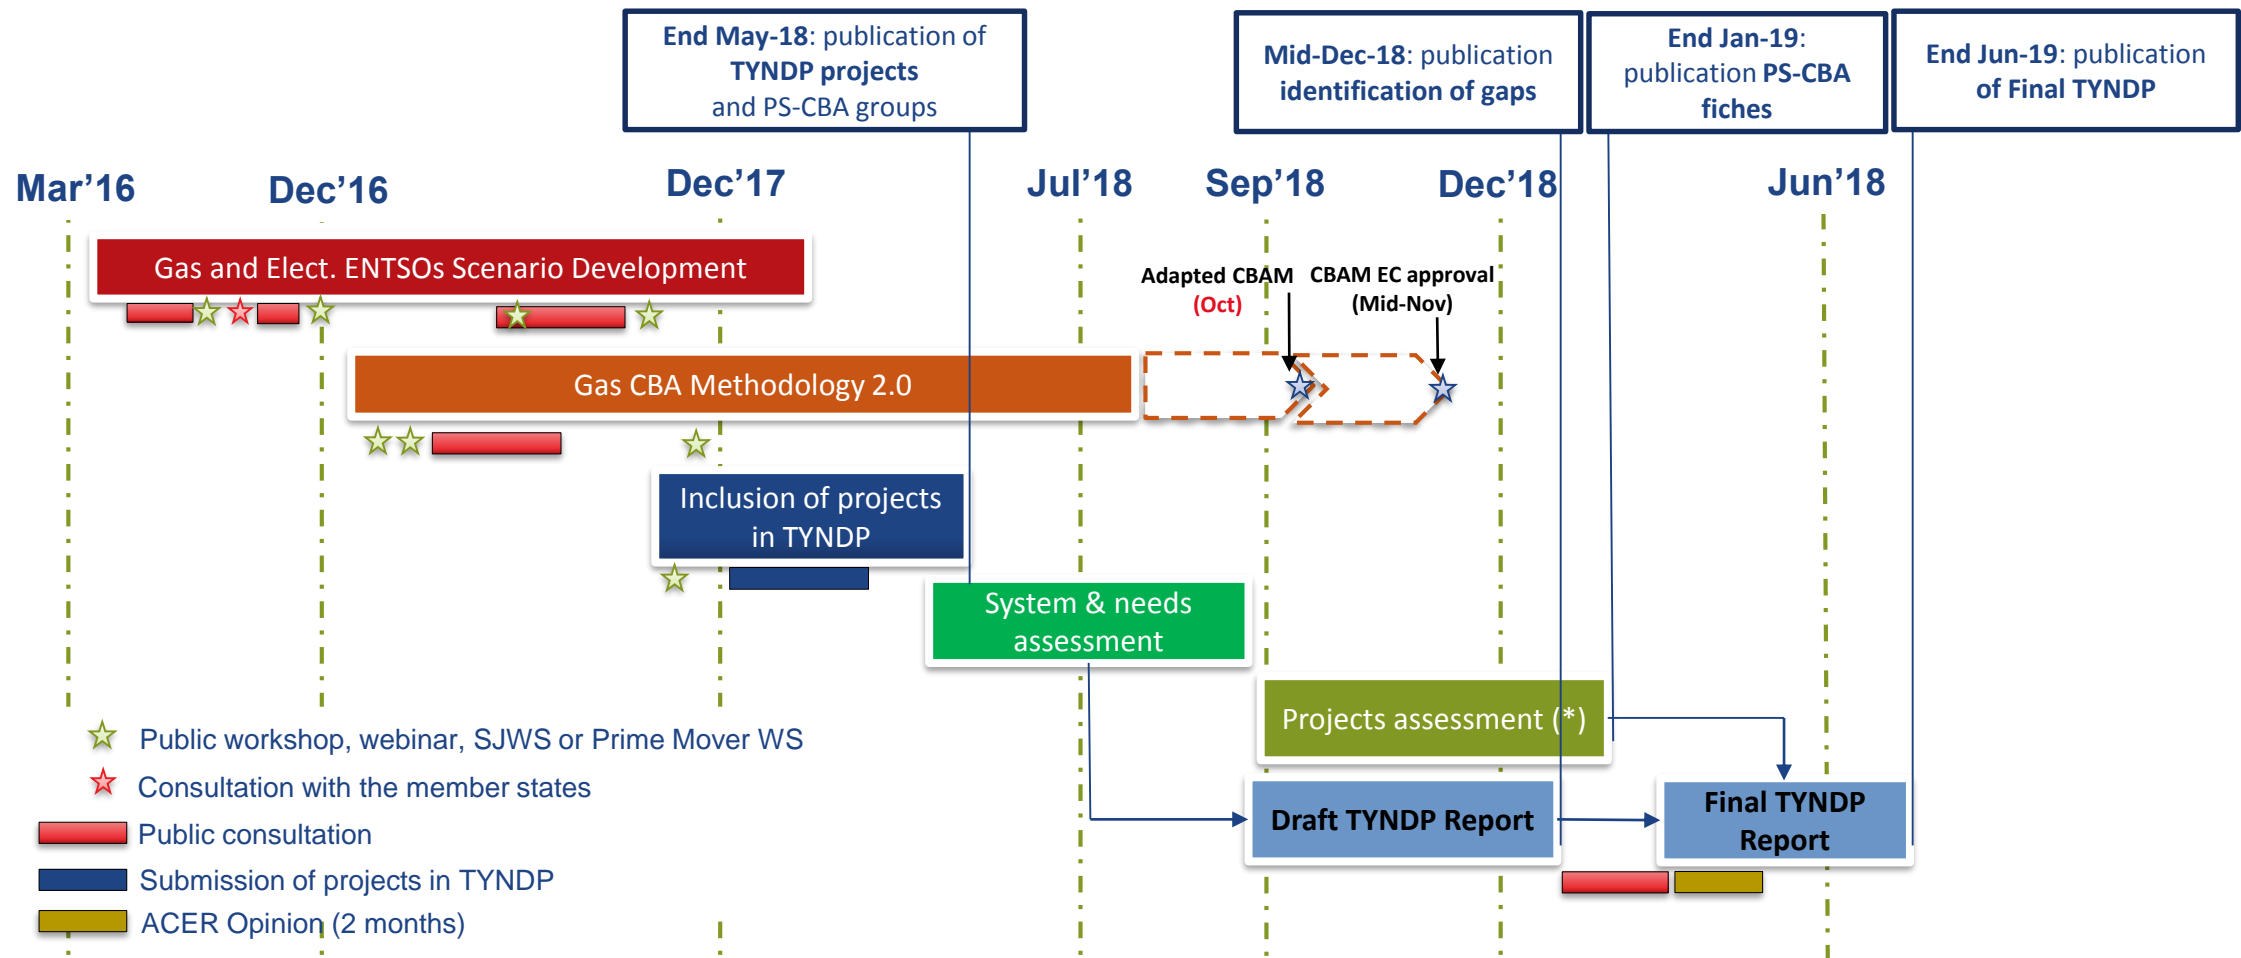 End May-18: publication of
TYNDP projects
and PS-CBA groups
Mid-Dec-18: publication
identification of gaps
End Jan-19:
publication PS-CBA
fiches
End Jun-19: publication
of Final TYNDP
Mar’16
Dec’16
Dec’17
Jul’18
Sep’18
Dec’18
Jun’18
Gas and Elect. ENTSOs Scenario Development
Adapted CBAM
(Oct)
CBAM EC approval
(Mid-Nov)
Gas CBA Methodology 2.0
Inclusion of projects
in TYNDP
System & needs
assessment
Projects assessment (*)
Draft TYNDP Report
Final TYNDP
Report
Public workshop, webinar, SJWS or Prime Mover WS
Consultation with the member states
Public consultation
Submission of projects in TYNDP
ACER Opinion (2 months)